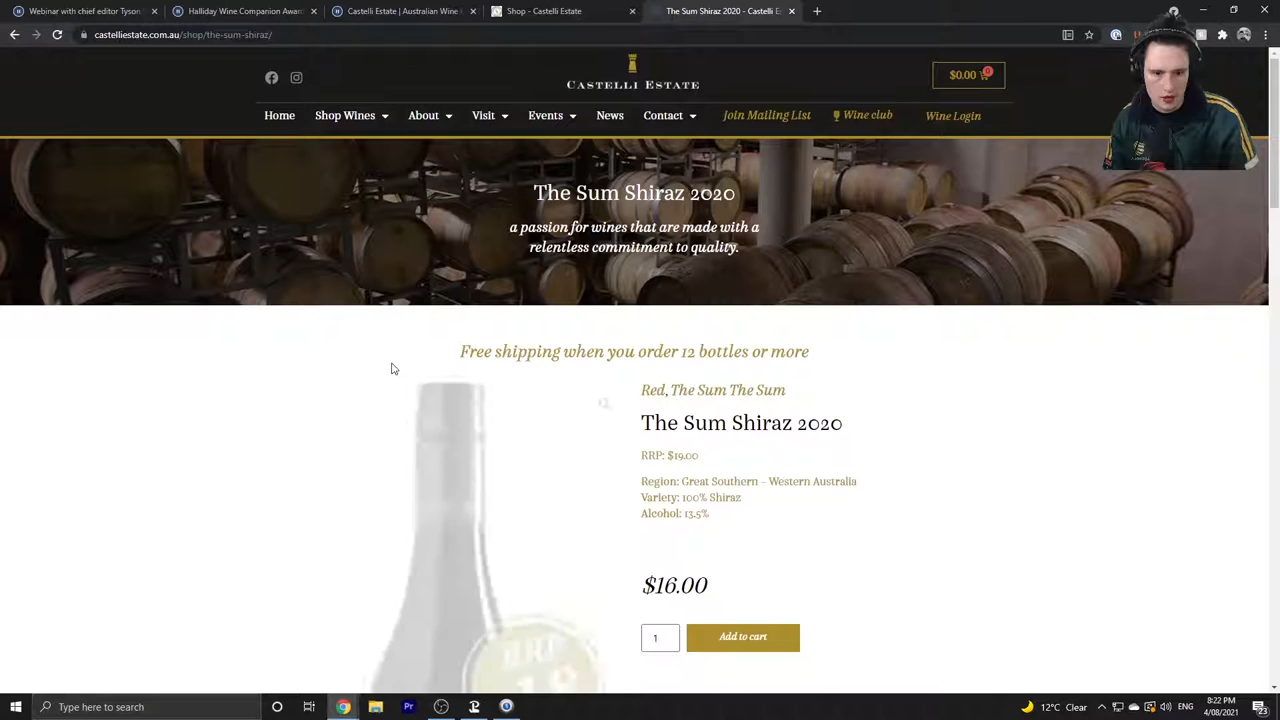 Webinar with chef editor Tyson
Halliday Wine Companion Awar
Castelli Estate | Australian Wine
Shop - Castelli Estate
The Sum Shiraz 2020 - Castelli Es
castelliestate.com.au/shop/the-sum-shiraz/
CASTELLI ESTATE
$0.00 0
Home Shop Wines About Visit Events News Contact Join Mailing List Wine club Wine Login
The Sum Shiraz 2020
a passion for wines that are made with a
relentless commitment to quality.
Free shipping when you order 12 bottles or more
Red, The Sum The Sum
The Sum Shiraz 2020
RRP: $19.00
Region: Great Southern – Western Australia
Variety: 100% Shiraz
Alcohol: 13.5%
$16.00
1 Add to cart
RRP
Type here to search
12°C Clear
ENG
8:22 PM
4/08/2021
23